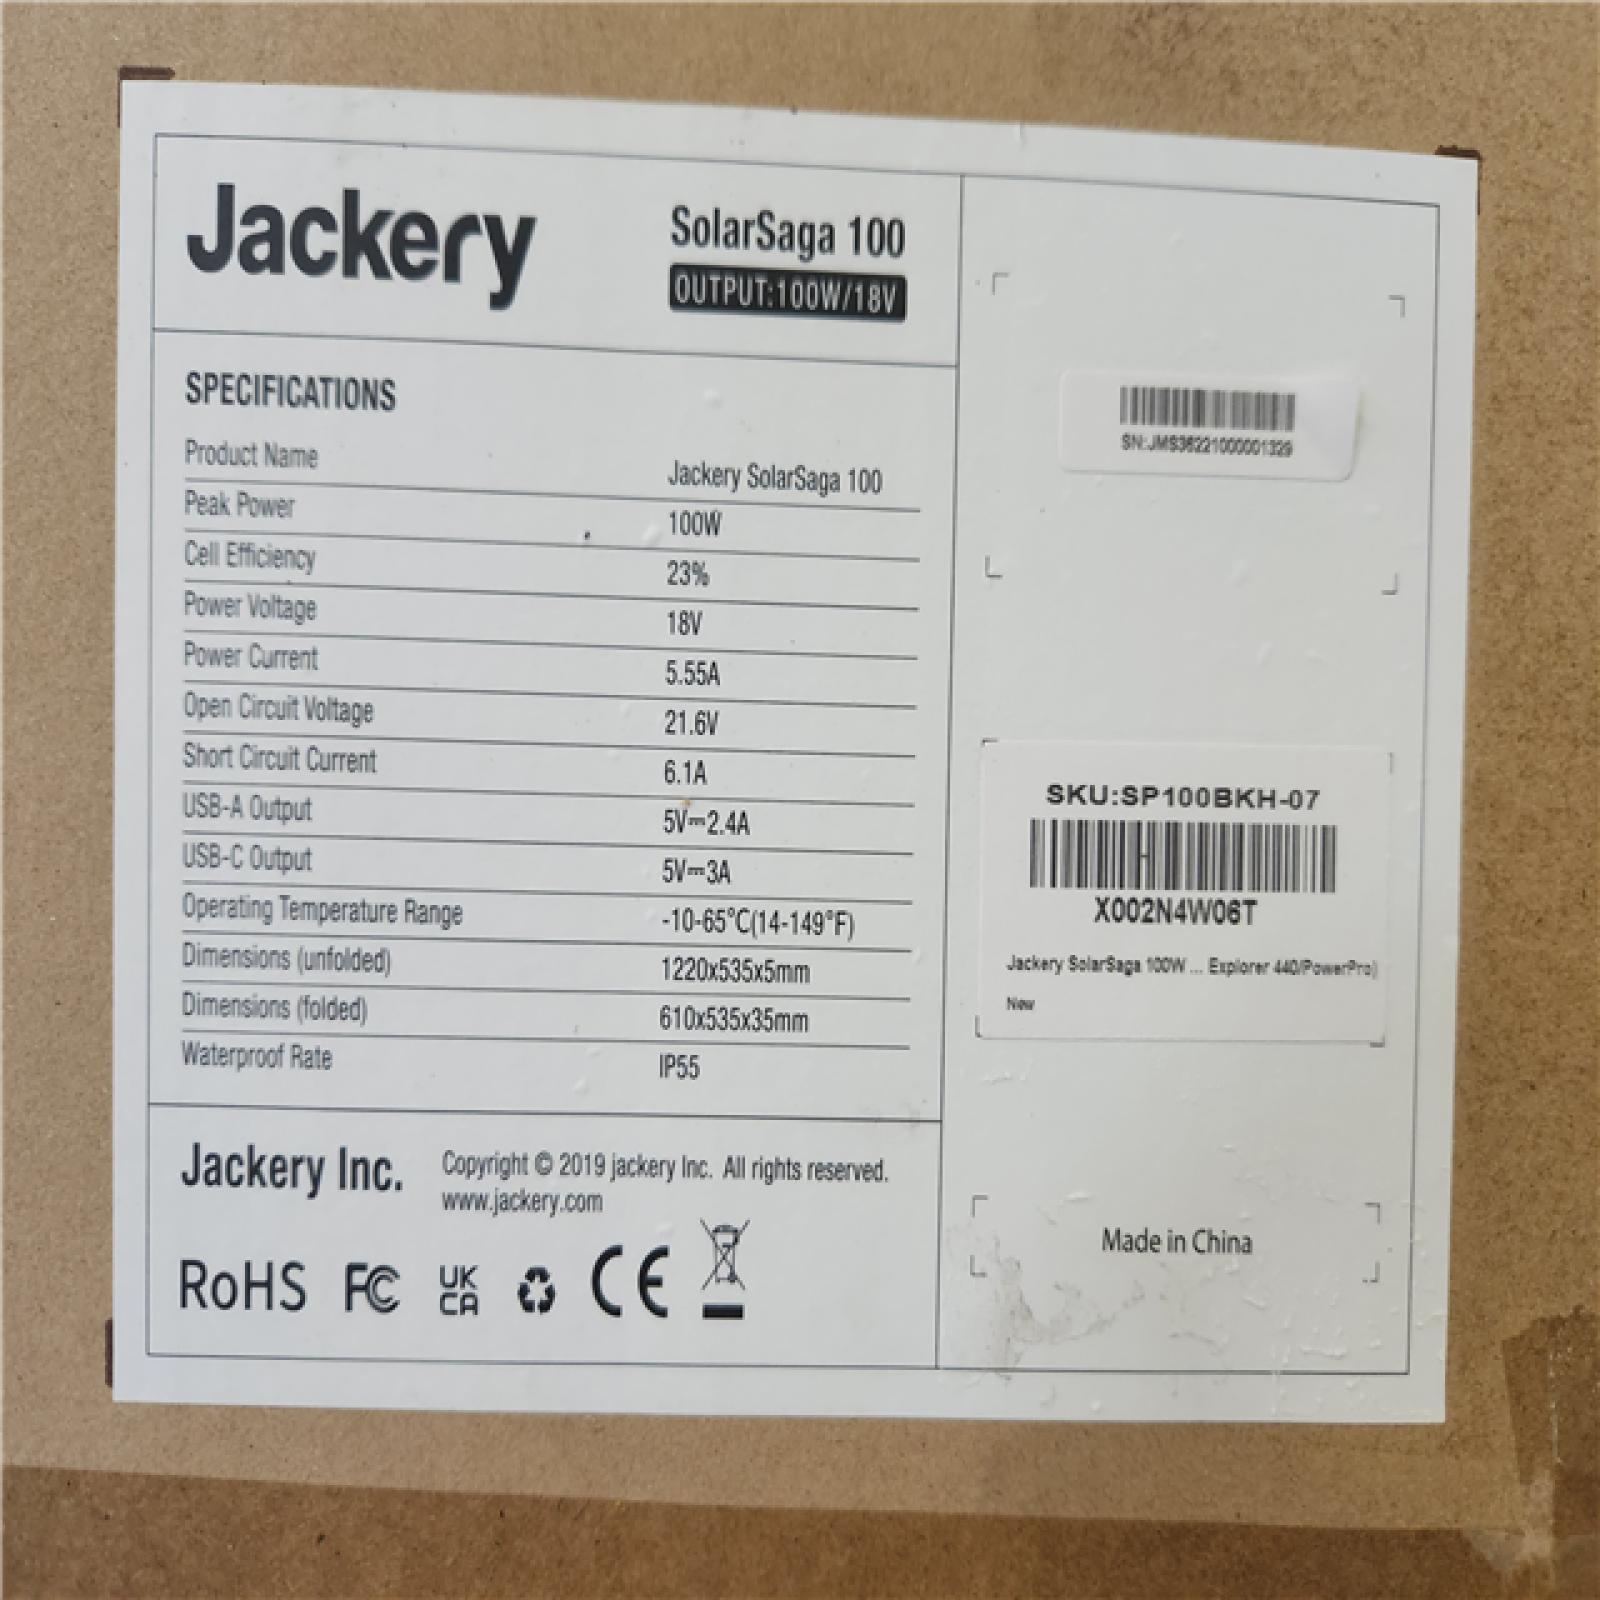 Jackery
SolarSaga 100
OUTPUT:100W/18V
SPECIFICATIONS
Product Name Jackery SolarSaga 100
Peak Power 100W
Cell Efficiency 23%
Power Voltage 18V
Power Current 5.55A
Open Circuit Voltage 21.6V
Short Circuit Current 6.1A
USB-A Output 5V⎓2.4A
USB-C Output 5V⎓3A
Operating Temperature Range -10-65°C(14-149°F)
Dimensions (unfolded) 1220x535x5mm
Dimensions (folded) 610x535x35mm
Waterproof Rate IP55
Jackery Inc.
Copyright © 2019 jackery Inc. All rights reserved.
www.jackery.com
RoHS FC UK CA CE
SN:JMS36221000001329
SKU:SP100BKH-07
X002N4W06T
Jackery SolarSaga 100W ... Explorer 440/PowerPro)
New
Made in China